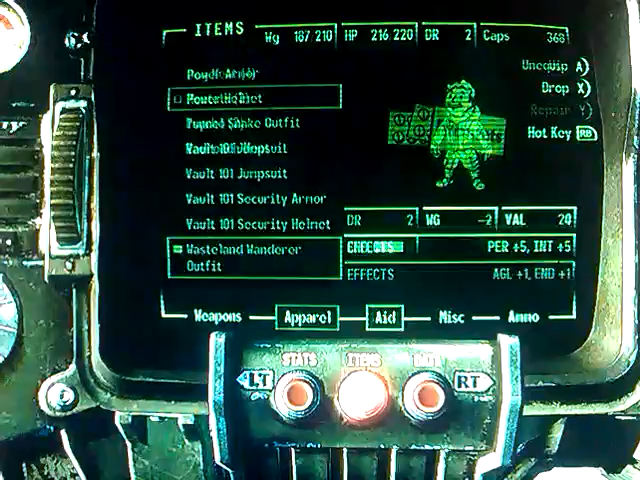 ITEMS
Wg 187/210 HP 216/220 DR 2 Caps 368
Unequip A)
Drop X)
Repair Y)
Hot Key RB
Outfit
Vault 101 Jumpsuit
Vault 101 Security Armor
Vault 101 Security Helmet
Wasteland Wanderer
Outfit
DR 2 WG -2 VAL 20
PER +5, INT +5
EFFECTS AGL +1, END +1
Weapons Apparel Aid Misc Ammo
STATS ITEMS DATA
LT RT